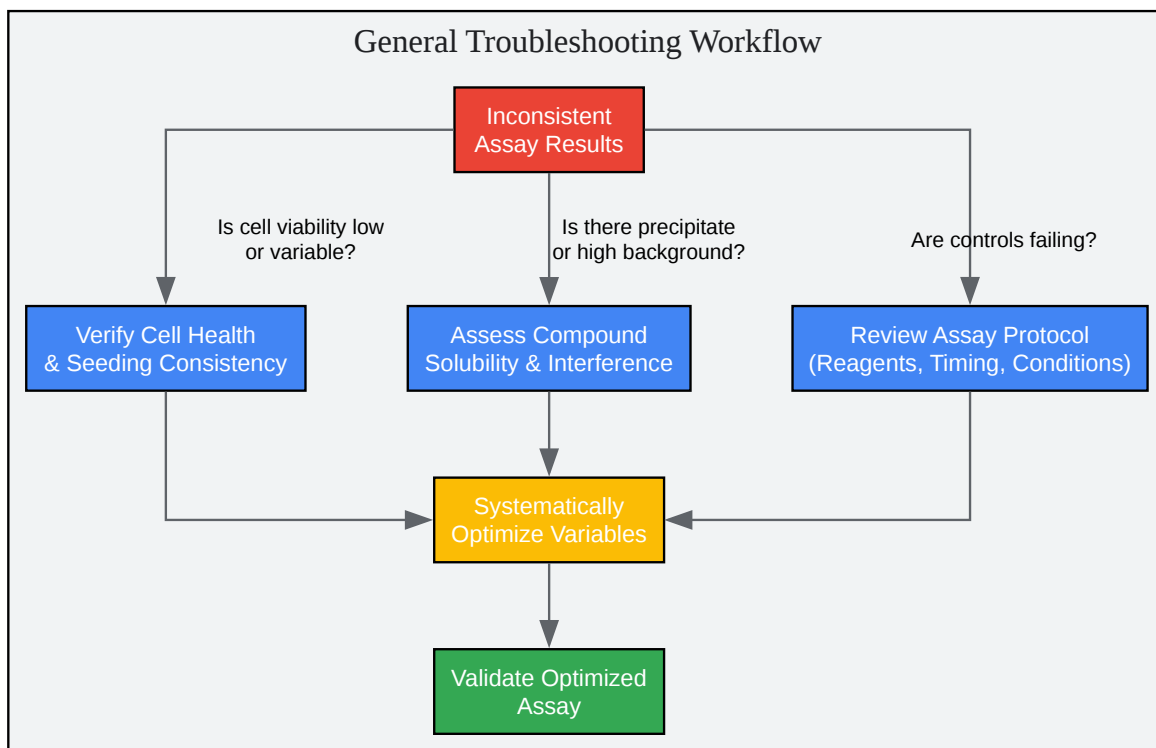 General Troubleshooting Workflow
Inconsistent
Assay Results
Is cell viability low
or variable?
Is there precipitate
or high background?
Are controls failing?
Verify Cell Health
& Seeding Consistency
Assess Compound
Solubility & Interference
Review Assay Protocol
(Reagents, Timing, Conditions)
Systematically
Optimize Variables
Validate Optimized
Assay